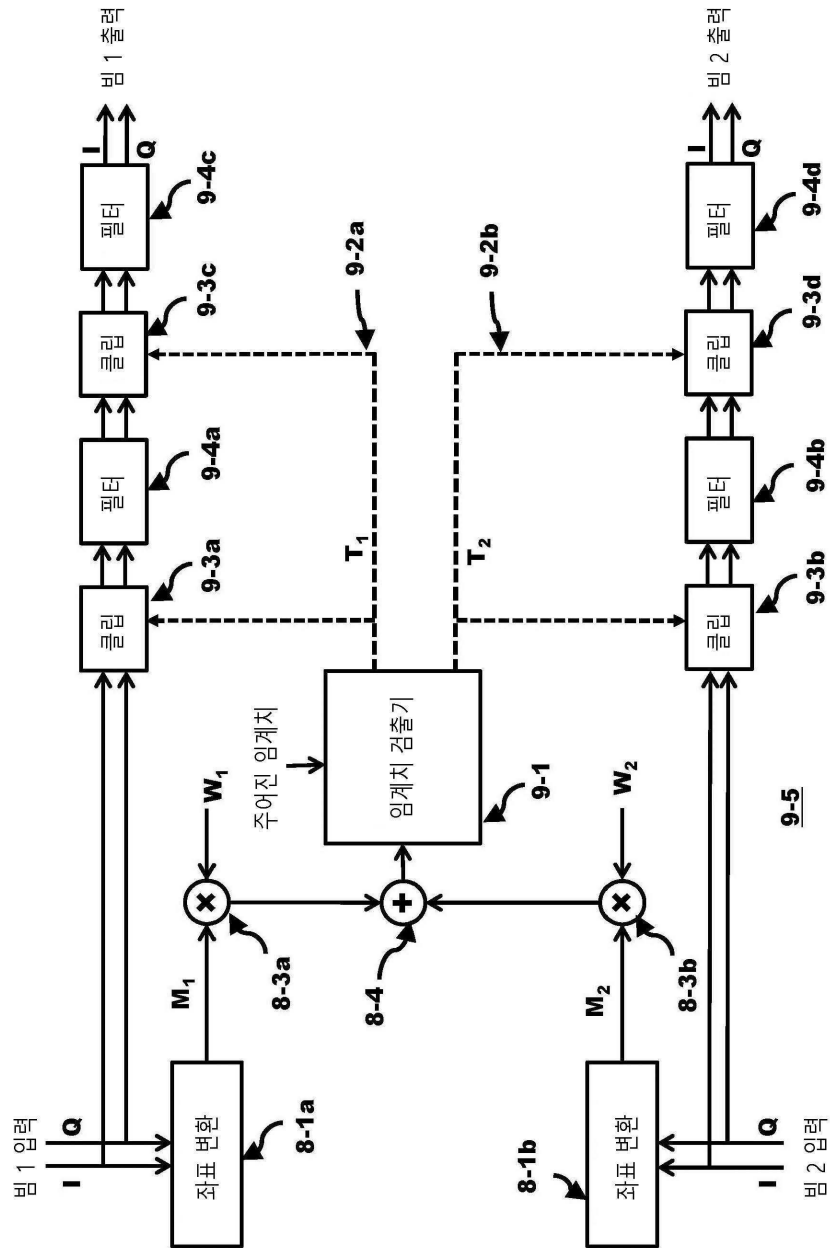 빔 1 입력
I
Q
좌표 변환
8-1a
M₁
8-3a
W₁
클립
9-3a
필터
9-4a
클립
9-3c
필터
9-4c
I
Q
빔 1 출력
8-4
주어진 임계치
임계치 검출기
9-1
T₁
9-2a
T₂
9-2b
빔 2 입력
I
Q
좌표 변환
8-1b
M₂
8-3b
W₂
9-5
클립
9-3b
필터
9-4b
클립
9-3d
필터
9-4d
I
Q
빔 2 출력